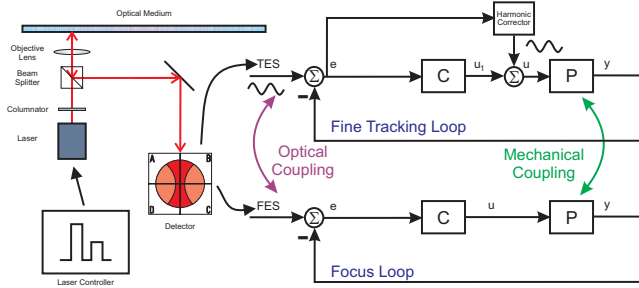 Optical Medium
Objective
Lens
Beam
Splitter
Columnator
Laser
Laser Controller
A
B
D
C
Detector
TES
Σ
e
Harmonic
Corrector
C
u1
Σ
u
P
y
Fine Tracking Loop
Optical
Coupling
Mechanical
Coupling
FES
Σ
e
C
u
P
y
Focus Loop